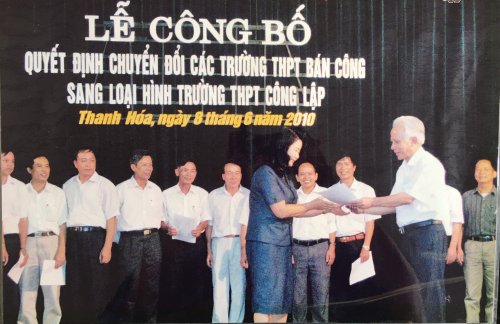 LỄ CÔNG BỐ
QUYẾT ĐỊNH CHUYỂN ĐỔI CÁC TRƯỜNG THPT BÁN CÔNG
SANG LOẠI HÌNH TRƯỜNG THPT CÔNG LẬP
Thanh Hóa, ngày 8 tháng 6 năm 2010